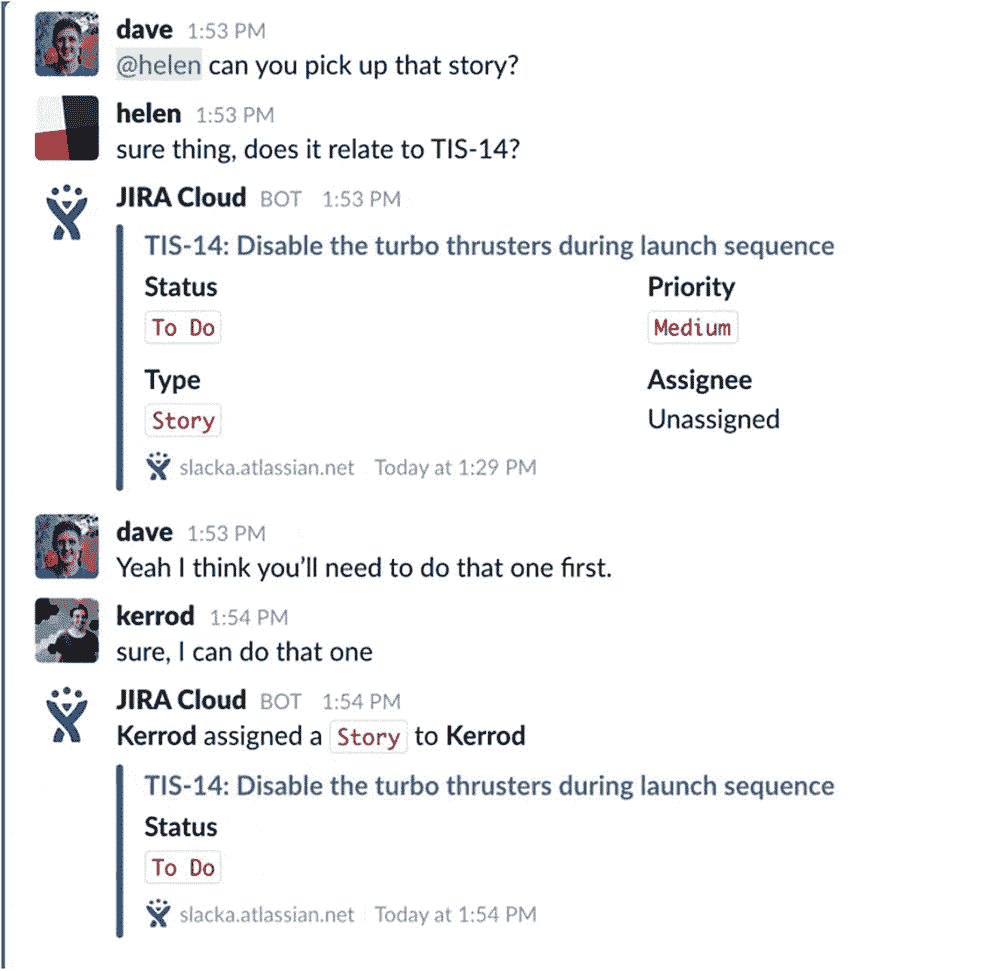 dave 1:53 PM
@helen can you pick up that story?
helen 1:53 PM
sure thing, does it relate to TIS-14?
JIRA Cloud BOT 1:53 PM
TIS-14: Disable the turbo thrusters during launch sequence
Status Priority
To Do Medium
Type Assignee
Story Unassigned
slacka.atlassian.net Today at 1:29 PM
dave 1:53 PM
Yeah I think you’ll need to do that one first.
kerrod 1:54 PM
sure, I can do that one
JIRA Cloud BOT 1:54 PM
Kerrod assigned a Story to Kerrod
TIS-14: Disable the turbo thrusters during launch sequence
Status
To Do
slacka.atlassian.net Today at 1:54 PM